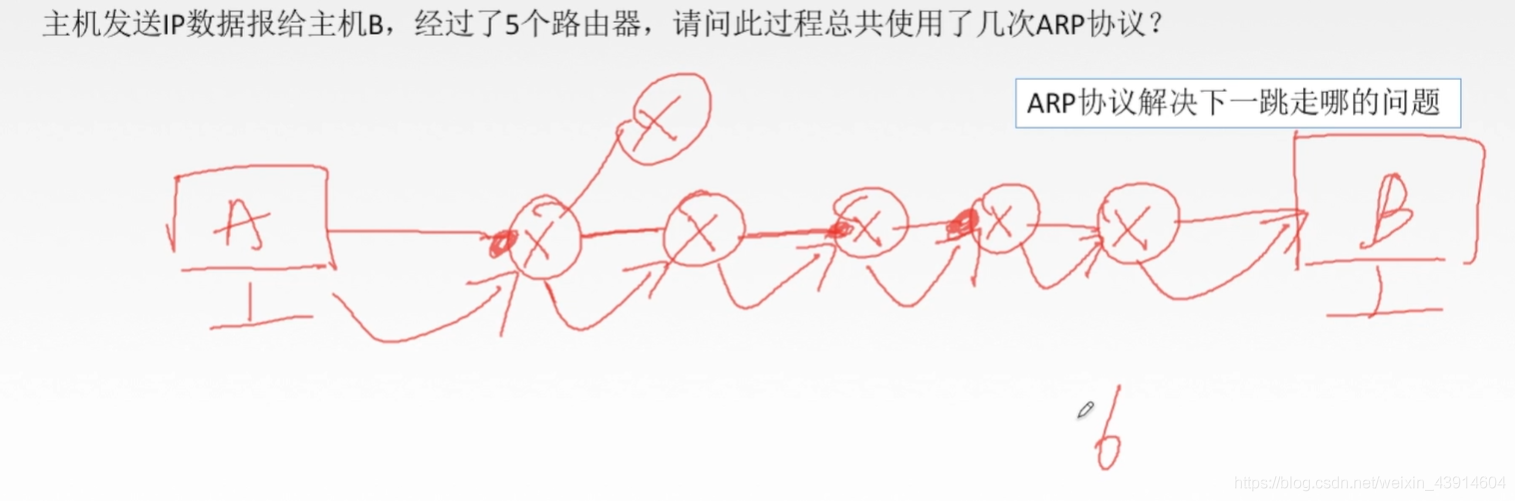 主机发送IP数据报给主机B，经过了5个路由器，请问此过程总共使用了几次ARP协议？
ARP协议解决下一跳走哪的问题
X
A
X
X
X
X
X
B
6
https://blog.csdn.net/weixin_43914604